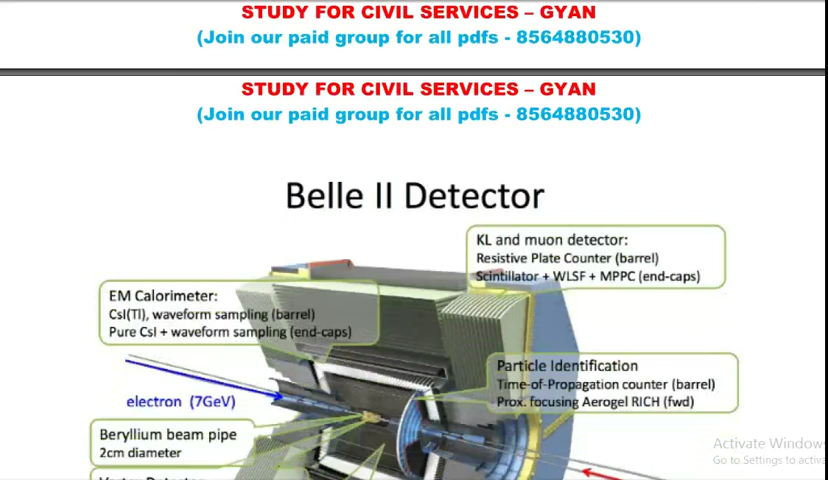 STUDY FOR CIVIL SERVICES – GYAN
(Join our paid group for all pdfs - 8564880530)
STUDY FOR CIVIL SERVICES – GYAN
(Join our paid group for all pdfs - 8564880530)
Belle II Detector
KL and muon detector:
Resistive Plate Counter (barrel)
Scintillator + WLSF + MPPC (end-caps)
EM Calorimeter:
CsI(Tl), waveform sampling (barrel)
Pure CsI + waveform sampling (end-caps)
Particle Identification
Time-of-Propagation counter (barrel)
Prox. focusing Aerogel RICH (fwd)
electron (7GeV)
Beryllium beam pipe
2cm diameter
Activate Windows
Go to Settings to activa